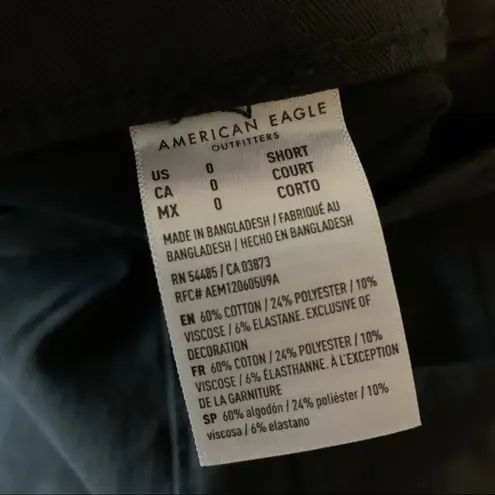 AMERICAN EAGLE
OUTFITTERS
US 0 SHORT
CA 0 COURT
MX 0 CORTO
MADE IN BANGLADESH / FABRIQUÉ AU
BANGLADESH / HECHO EN BANGLADESH
RN 54485 / CA 03873
RFC# AEM120605U9A
EN 60% COTTON / 24% POLYESTER / 10%
VISCOSE / 6% ELASTANE. EXCLUSIVE OF
DECORATION
FR 60% COTON / 24% POLYESTER / 10%
VISCOSE / 6% ÉLASTHANNE. À L'EXCEPTION
DE LA GARNITURE
SP 60% algodón / 24% poliéster / 10%
viscosa / 6% elastano